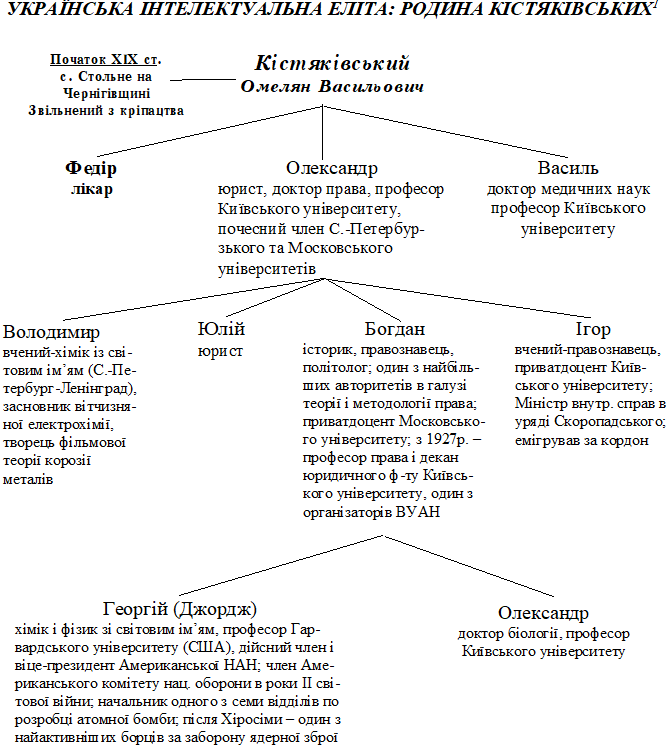 УКРАЇНСЬКА ІНТЕЛЕКТУАЛЬНА ЕЛІТА: РОДИНА КІСТЯКІВСЬКИХ1
Початок XIX ст.
с. Стольне на
Чернігівщині
Звільнений з кріпацтва
Кістяківський
Омелян Васильович
Федір
лікар
Олександр
юрист, доктор права, професор
Київського університету,
почесний член С.-Петербур-
зького та Московського
університетів
Василь
доктор медичних наук
професор Київського
університету
Володимир
вчений-хімік із сві-
товим ім’ям (С.-Пе-
тербург-Ленінград),
засновник вітчизня-
ної електрохімії,
творець фільмової
теорії корозії
металів
Юлій
юрист
Богдан
історик, правознавець,
політолог; один з найбіль-
ших авторитетів в галузі
теорії і методології права;
приватдоцент Московсько-
го університету; з 1927р. –
професор права і декан
юридичного ф-ту Київсь-
кого університету, один з
організаторів ВУАН
Ігор
вчений-правознавець,
приватдоцент Київ-
ського університету;
Міністр внутр. справ в
уряді Скоропадського;
емігрував за кордон
Георгій (Джордж)
хімік і фізик зі світовим ім’ям, професор Гар-
вардського університету (США), дійсний член і
віце-президент Американської НАН; член Аме-
риканського комітету нац. оборони в роки ІІ сві-
тової війни; начальник одного з семи відділів по
розробці атомної бомби; після Хіросіми – один з
найактивніших борців за заборону ядерної зброї
Олександр
доктор біології, професор
Київського університету